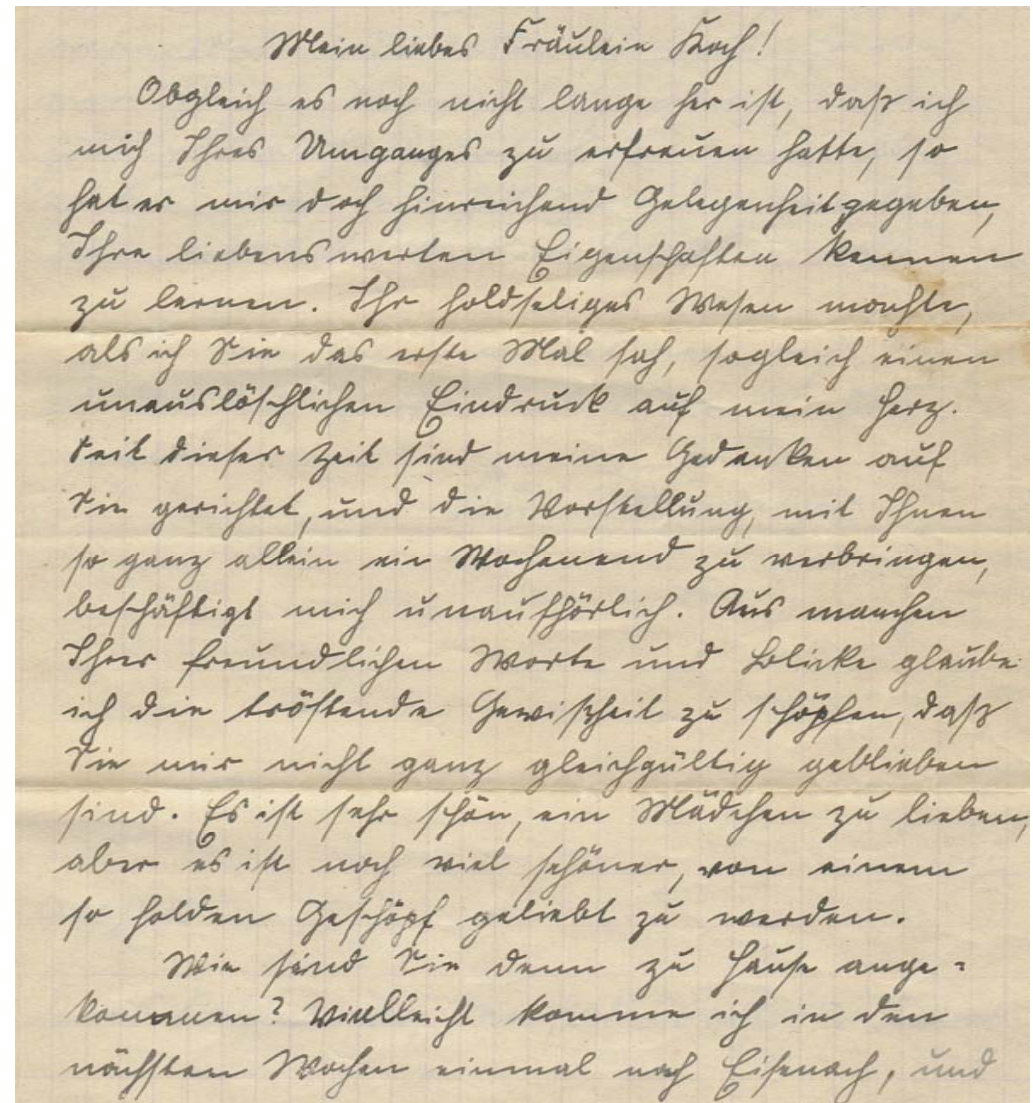 Mein liebes Fräulein Koch!
Obgleich es noch nicht lange her ist, daß ich
mich Ihres Umganges zu erfreuen hatte, so
hat er mir doch hinreichend Gelegenheit gegeben,
Ihre liebenswerten Eigenschaften kennen
zu lernen. Ihr holdseliges Wesen machte,
als ich Sie das erste Mal sah, sogleich einen
unauslöschlichen Eindruck auf mein Herz.
Seit dieser Zeit sind meine Gedanken auf
Sie gerichtet, und die Vorstellung, mit Ihnen
so ganz allein ein Wochenend zu verbringen,
beschäftigt mich unaufhörlich. Aus manchen
Ihrer freundlichen Worte und Blicke glaube
ich die tröstende Gewißheit zu schöpfen, daß
Sie mir nicht ganz gleichgültig geblieben
sind. Es ist sehr schön, ein Mädchen zu lieben,
aber es ist noch viel schöner, von einem
so holden Geschöpf geliebt zu werden.
Wie sind Sie denn zu Hause ange=
kommen? Vielleicht komme ich in den
nächsten Wochen einmal nach Eisenach, und